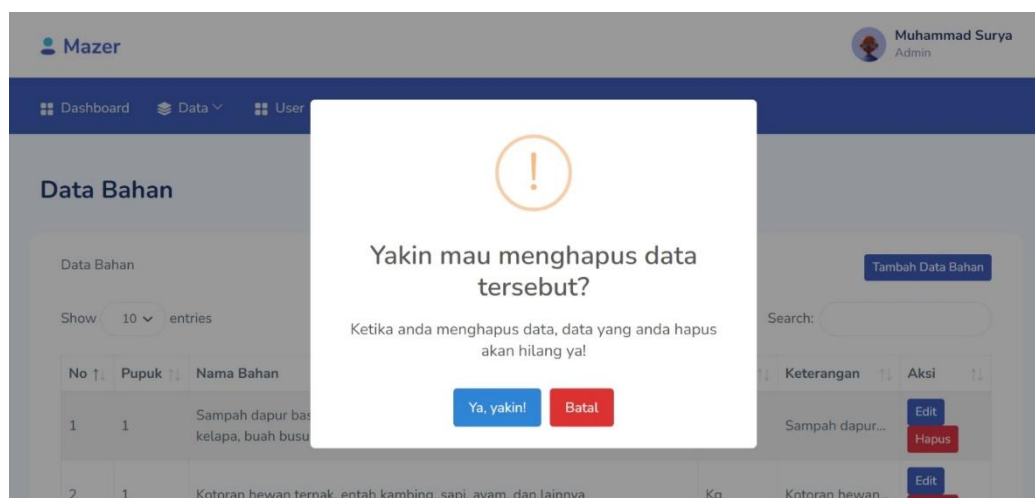 Mazer
Muhammad Surya
Admin
Dashboard Data User
Data Bahan
Yakin mau menghapus data
tersebut?
Ketika anda menghapus data, data yang anda hapus
akan hilang ya!
Ya, yakin! Batal
Data Bahan
Tambah Data Bahan
Show 10 entries
Search:
No Pupuk Nama Bahan Keterangan Aksi
1 1 Sampah dapur Sampah dapur... Edit
kelapa, buah Hapus
2 1 Kotoran hewan ternak, entah kambing, sapi, ayam, dan lainnya Kg Kotoran hewan... Edit